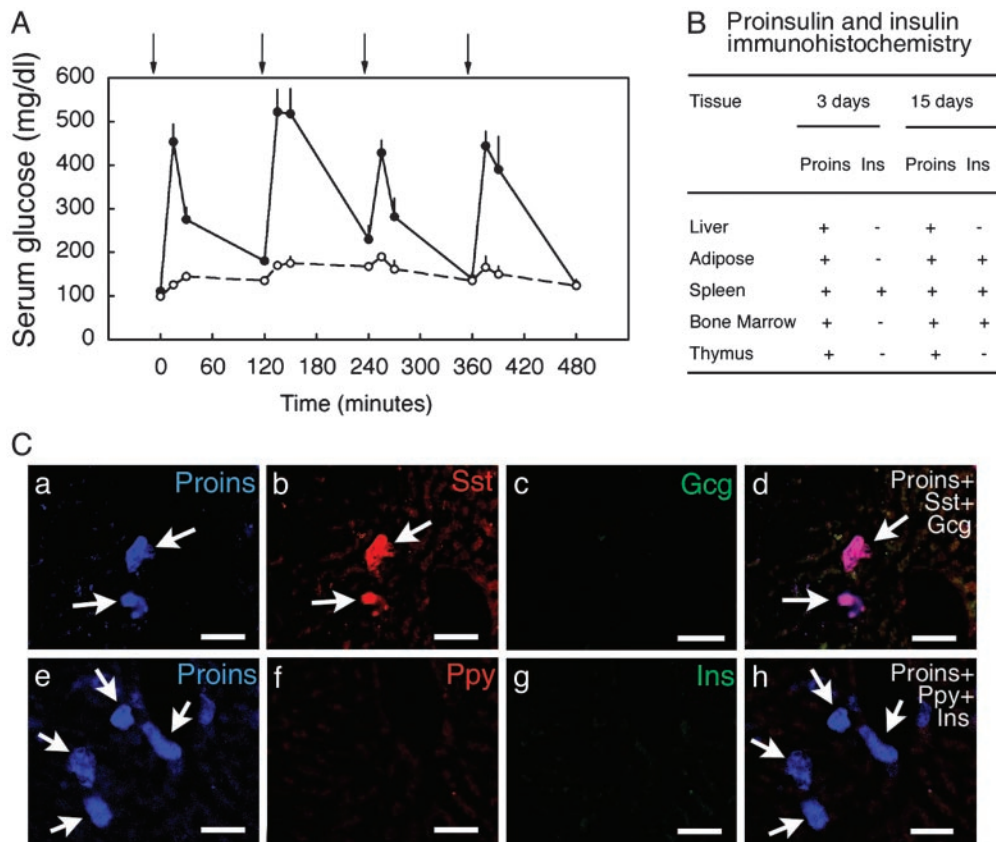 A
600
500
400
300
200
100
0
Serum glucose (mg/dl)
0 60 120 180 240 300 360 420 480
Time (minutes)
B Proinsulin and insulin
immunohistochemistry
Tissue 3 days 15 days
Proins Ins Proins Ins
Liver + - + -
Adipose + - + +
Spleen + + + +
Bone Marrow + - + +
Thymus + - + -
C
a Proins
b Sst
c Gcg
d Proins+
Sst+
Gcg
e Proins
f Ppy
g Ins
h Proins+
Ppy+
Ins